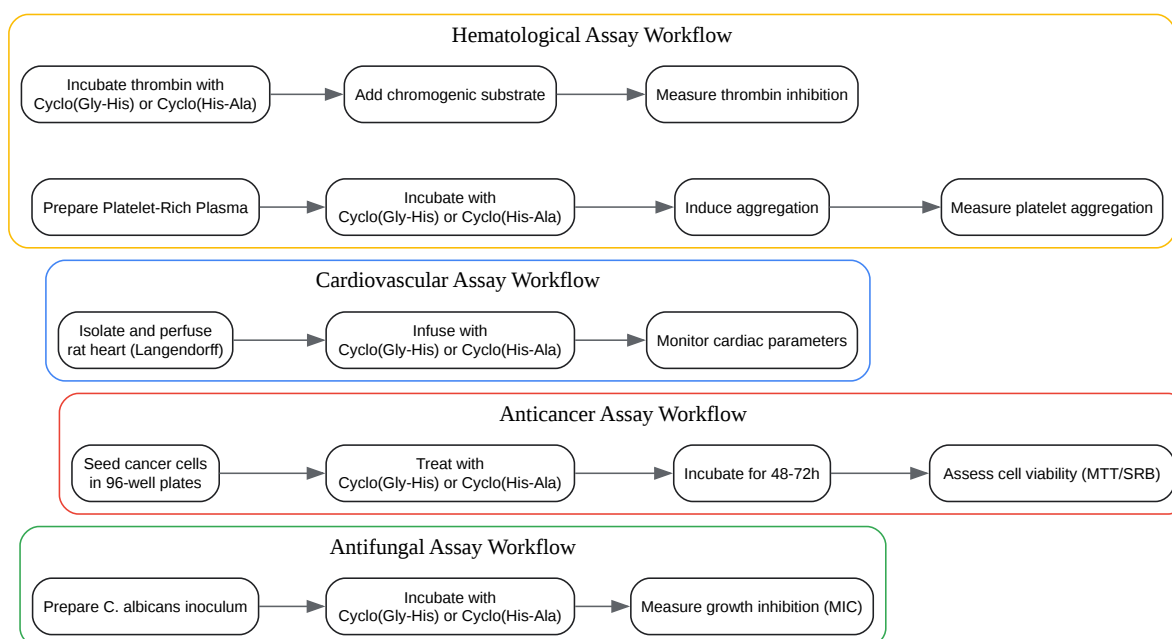 Hematological Assay Workflow
Incubate thrombin with
Cyclo(Gly-His) or Cyclo(His-Ala)
Add chromogenic substrate
Measure thrombin inhibition
Prepare Platelet-Rich Plasma
Incubate with
Cyclo(Gly-His) or Cyclo(His-Ala)
Induce aggregation
Measure platelet aggregation
Cardiovascular Assay Workflow
Isolate and perfuse
rat heart (Langendorff)
Infuse with
Cyclo(Gly-His) or Cyclo(His-Ala)
Monitor cardiac parameters
Anticancer Assay Workflow
Seed cancer cells
in 96-well plates
Treat with
Cyclo(Gly-His) or Cyclo(His-Ala)
Incubate for 48-72h
Assess cell viability (MTT/SRB)
Antifungal Assay Workflow
Prepare C. albicans inoculum
Incubate with
Cyclo(Gly-His) or Cyclo(His-Ala)
Measure growth inhibition (MIC)